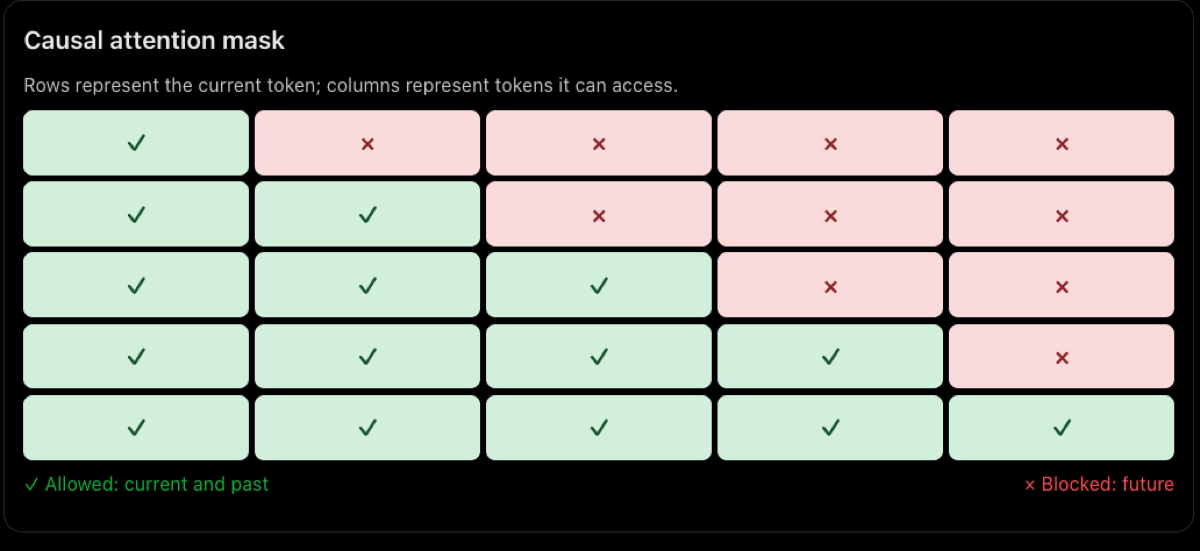 Causal attention mask
Rows represent the current token; columns represent tokens it can access.
✓ × × × ×
✓ ✓ × × ×
✓ ✓ ✓ × ×
✓ ✓ ✓ ✓ ×
✓ ✓ ✓ ✓ ✓
✓ Allowed: current and past
× Blocked: future